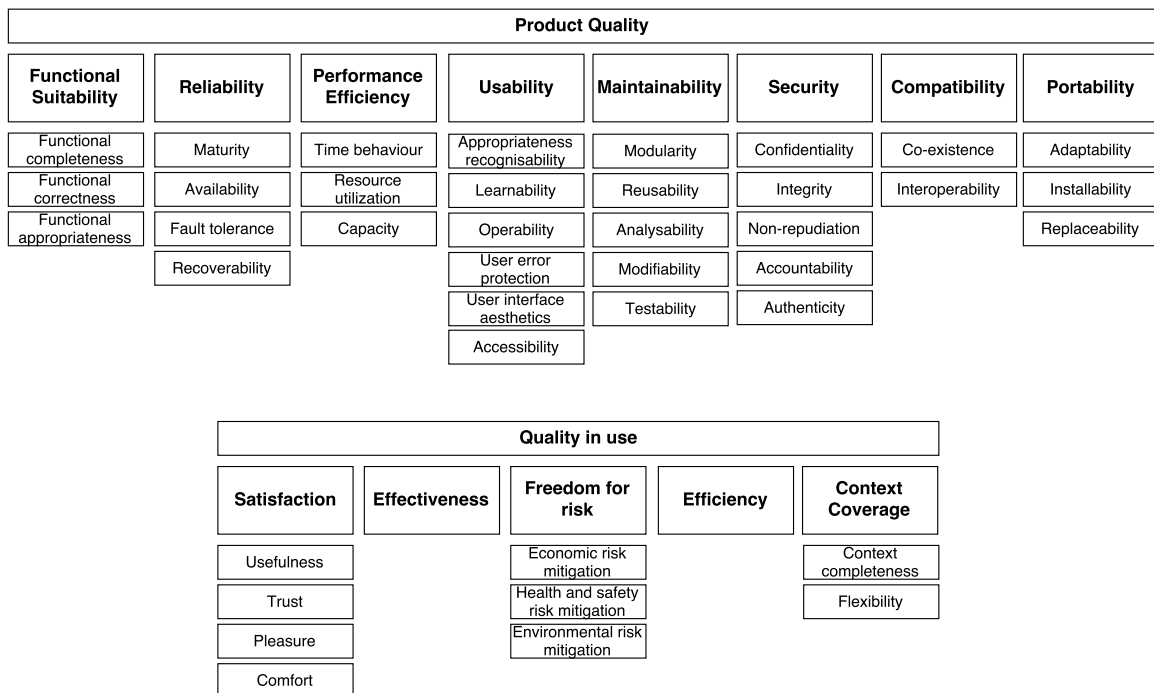 Product Quality
Functional
Suitability
Reliability
Performance
Efficiency
Usability
Maintainability
Security
Compatibility
Portability
Functional
completeness
Functional
correctness
Functional
appropriateness
Maturity
Availability
Fault tolerance
Recoverability
Time behaviour
Resource
utilization
Capacity
Appropriateness
recognisability
Learnability
Operability
User error
protection
User interface
aesthetics
Accessibility
Modularity
Reusability
Analysability
Modifiability
Testability
Confidentiality
Integrity
Non-repudiation
Accountability
Authenticity
Co-existence
Interoperability
Adaptability
Installability
Replaceability
Quality in use
Satisfaction
Effectiveness
Freedom for
risk
Efficiency
Context
Coverage
Usefulness
Trust
Pleasure
Comfort
Economic risk
mitigation
Health and safety
risk mitigation
Environmental risk
mitigation
Context
completeness
Flexibility